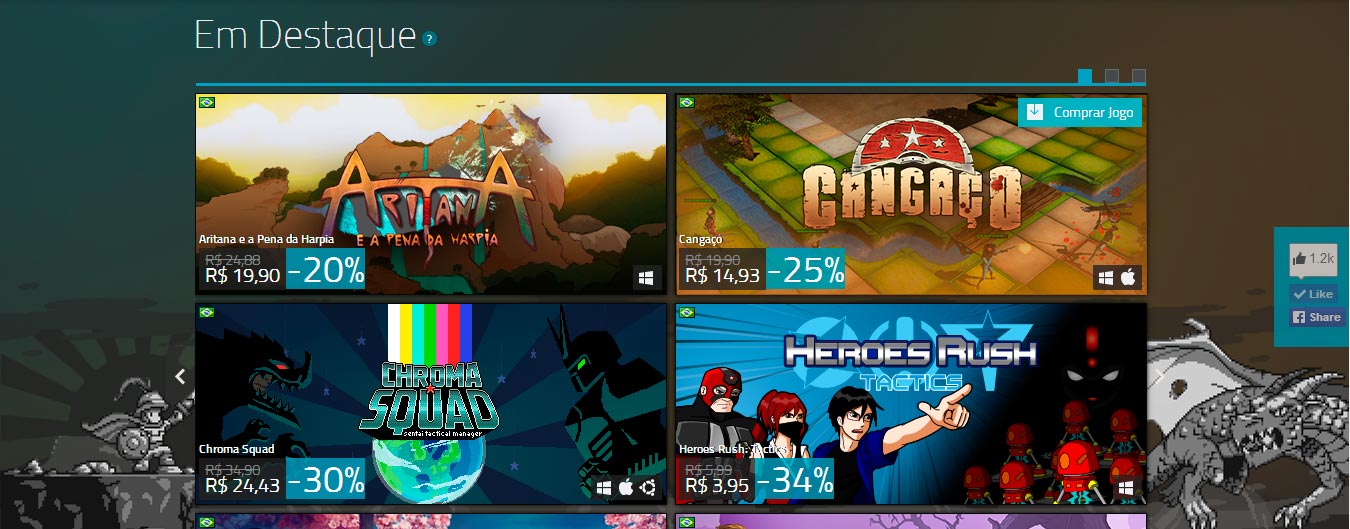 Em Destaque ?
Comprar Jogo
ARITANA
E A PENA DA HARPIA
Aritana e a Pena da Harpia
R$ 24,88
R$ 19,90 -20%
CANGAÇO
Cangaço
R$ 19,90
R$ 14,93 -25%
1.2k
Like
Share
CHROMA
SQUAD
sentai tactical manager
Chroma Squad
R$ 34,90
R$ 24,43 -30%
HEROES RUSH
TACTICS
Heroes Rush: Tactics
R$ 5,99
R$ 3,95 -34%